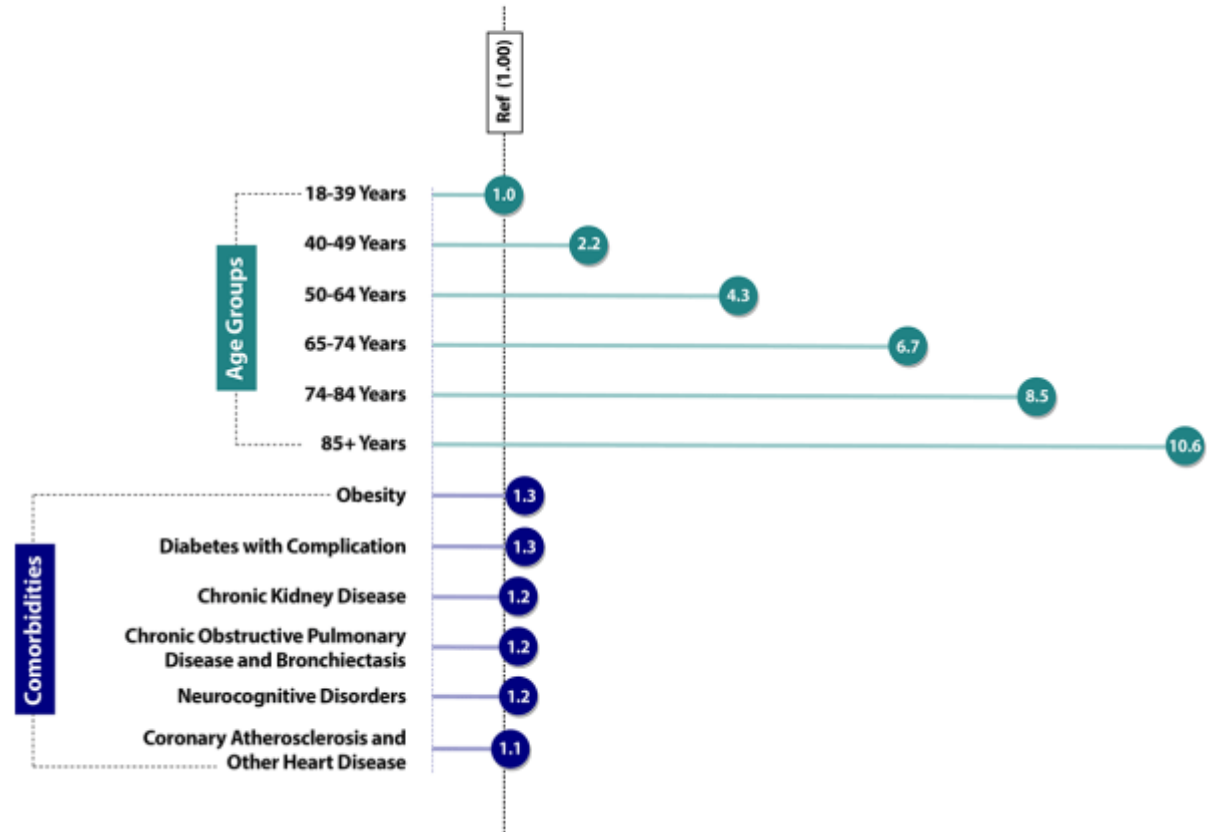 Ref (1.00)
Age Groups
18-39 Years
1.0
40-49 Years
2.2
50-64 Years
4.3
65-74 Years
6.7
74-84 Years
8.5
85+ Years
10.6
Comorbidities
Obesity
1.3
Diabetes with Complication
1.3
Chronic Kidney Disease
1.2
Chronic Obstructive Pulmonary
Disease and Bronchiectasis
1.2
Neurocognitive Disorders
1.2
Coronary Atherosclerosis and
Other Heart Disease
1.1